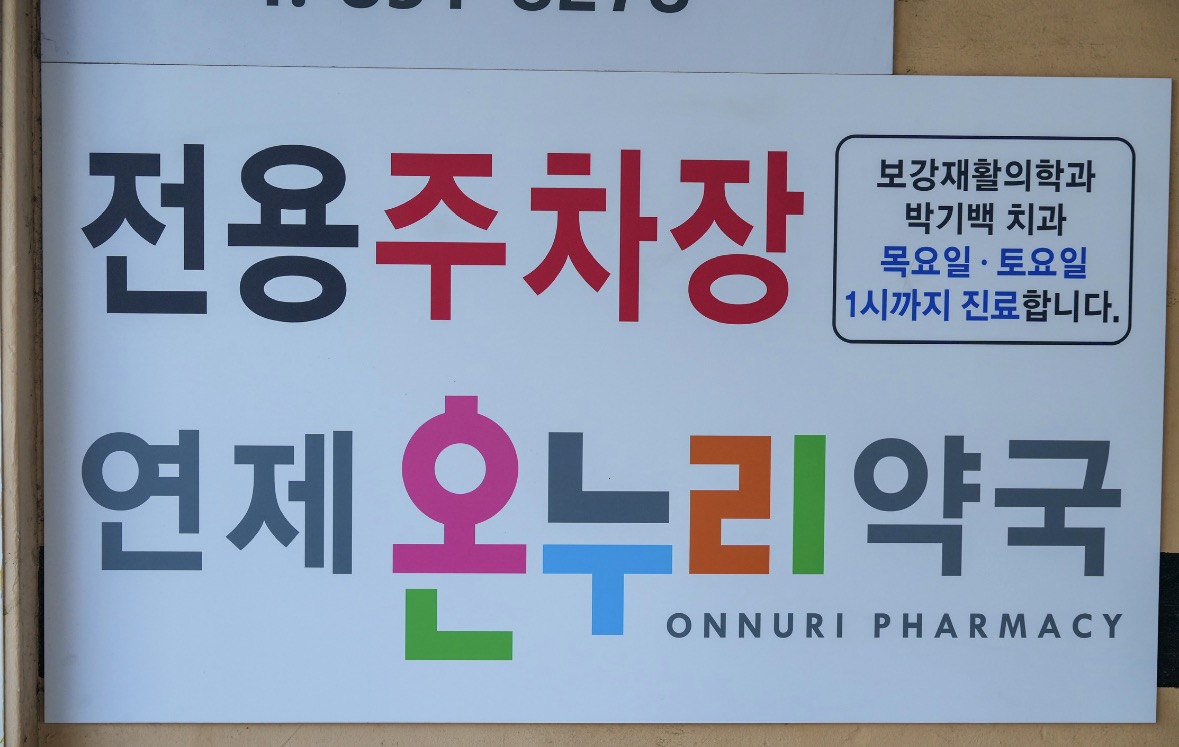 전용주차장
보강재활의학과
박기백 치과
목요일·토요일
1시까지 진료합니다.
연제온누리약국
ONNURI PHARMACY